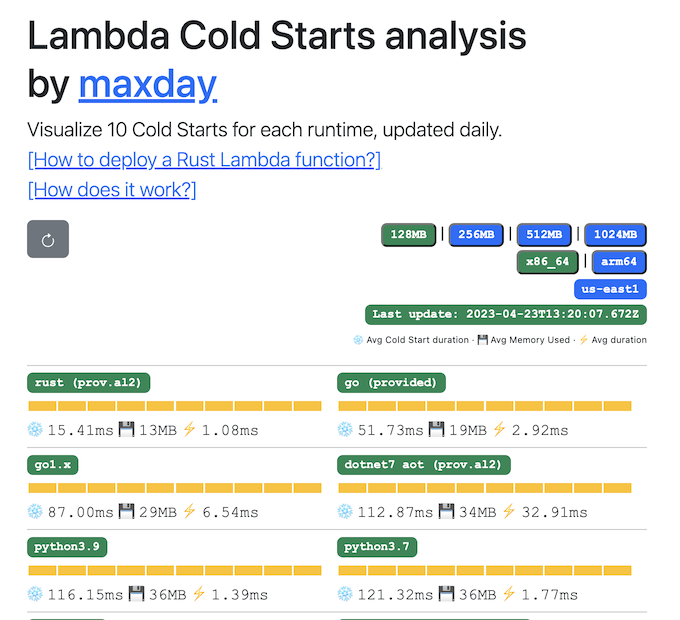 Lambda Cold Starts analysis
by maxday
Visualize 10 Cold Starts for each runtime, updated daily.
[How to deploy a Rust Lambda function?]
[How does it work?]
128MB | 256MB | 512MB | 1024MB
x86_64 | arm64
us-east1
Last update: 2023-04-23T13:20:07.672Z
❄️ Avg Cold Start duration · 💾 Avg Memory Used · ⚡ Avg duration
rust (prov.al2) go (provided)
❄️ 15.41ms 💾 13MB ⚡ 1.08ms ❄️ 51.73ms 💾 19MB ⚡ 2.92ms
go1.x dotnet7 aot (prov.al2)
❄️ 87.00ms 💾 29MB ⚡ 6.54ms ❄️ 112.87ms 💾 34MB ⚡ 32.91ms
python3.9 python3.7
❄️ 116.15ms 💾 36MB ⚡ 1.39ms ❄️ 121.32ms 💾 36MB ⚡ 1.77ms